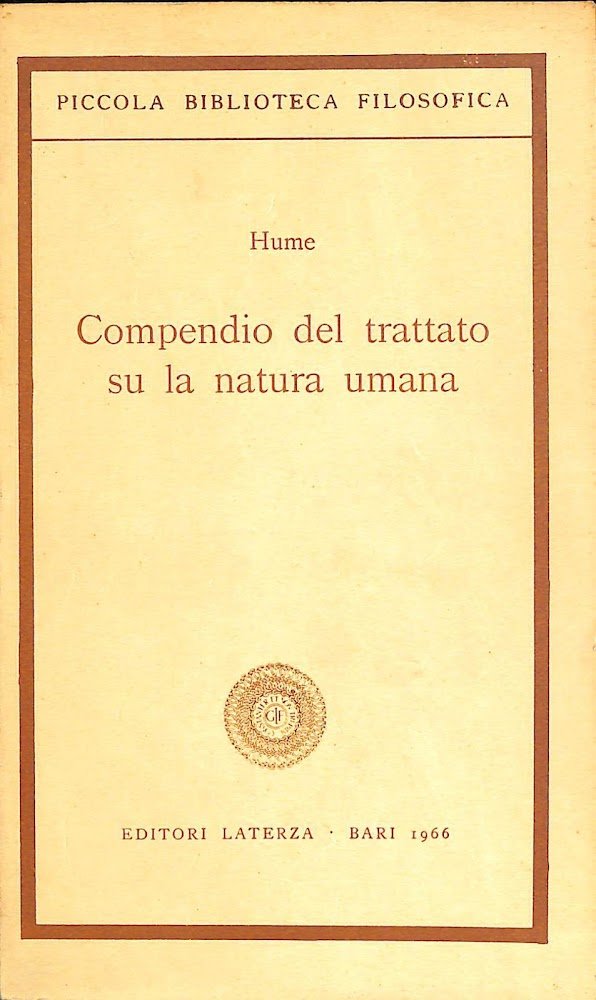 PICCOLA BIBLIOTECA FILOSOFICA
Hume
Compendio del trattato
su la natura umana
EDITORI LATERZA · BARI 1966